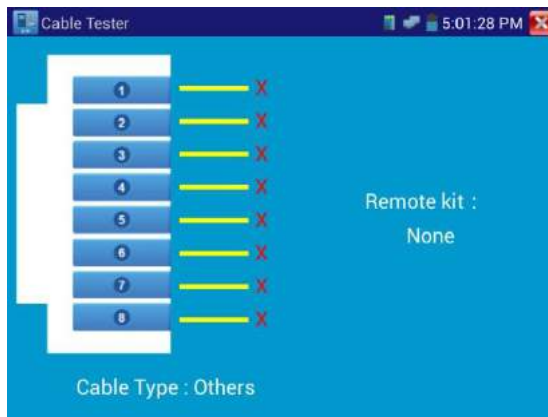 Cable Tester
5:01:28 PM
1 X
2 X
3 X
4 X
5 X
6 X
7 X
8 X
Remote kit :
None
Cable Type : Others